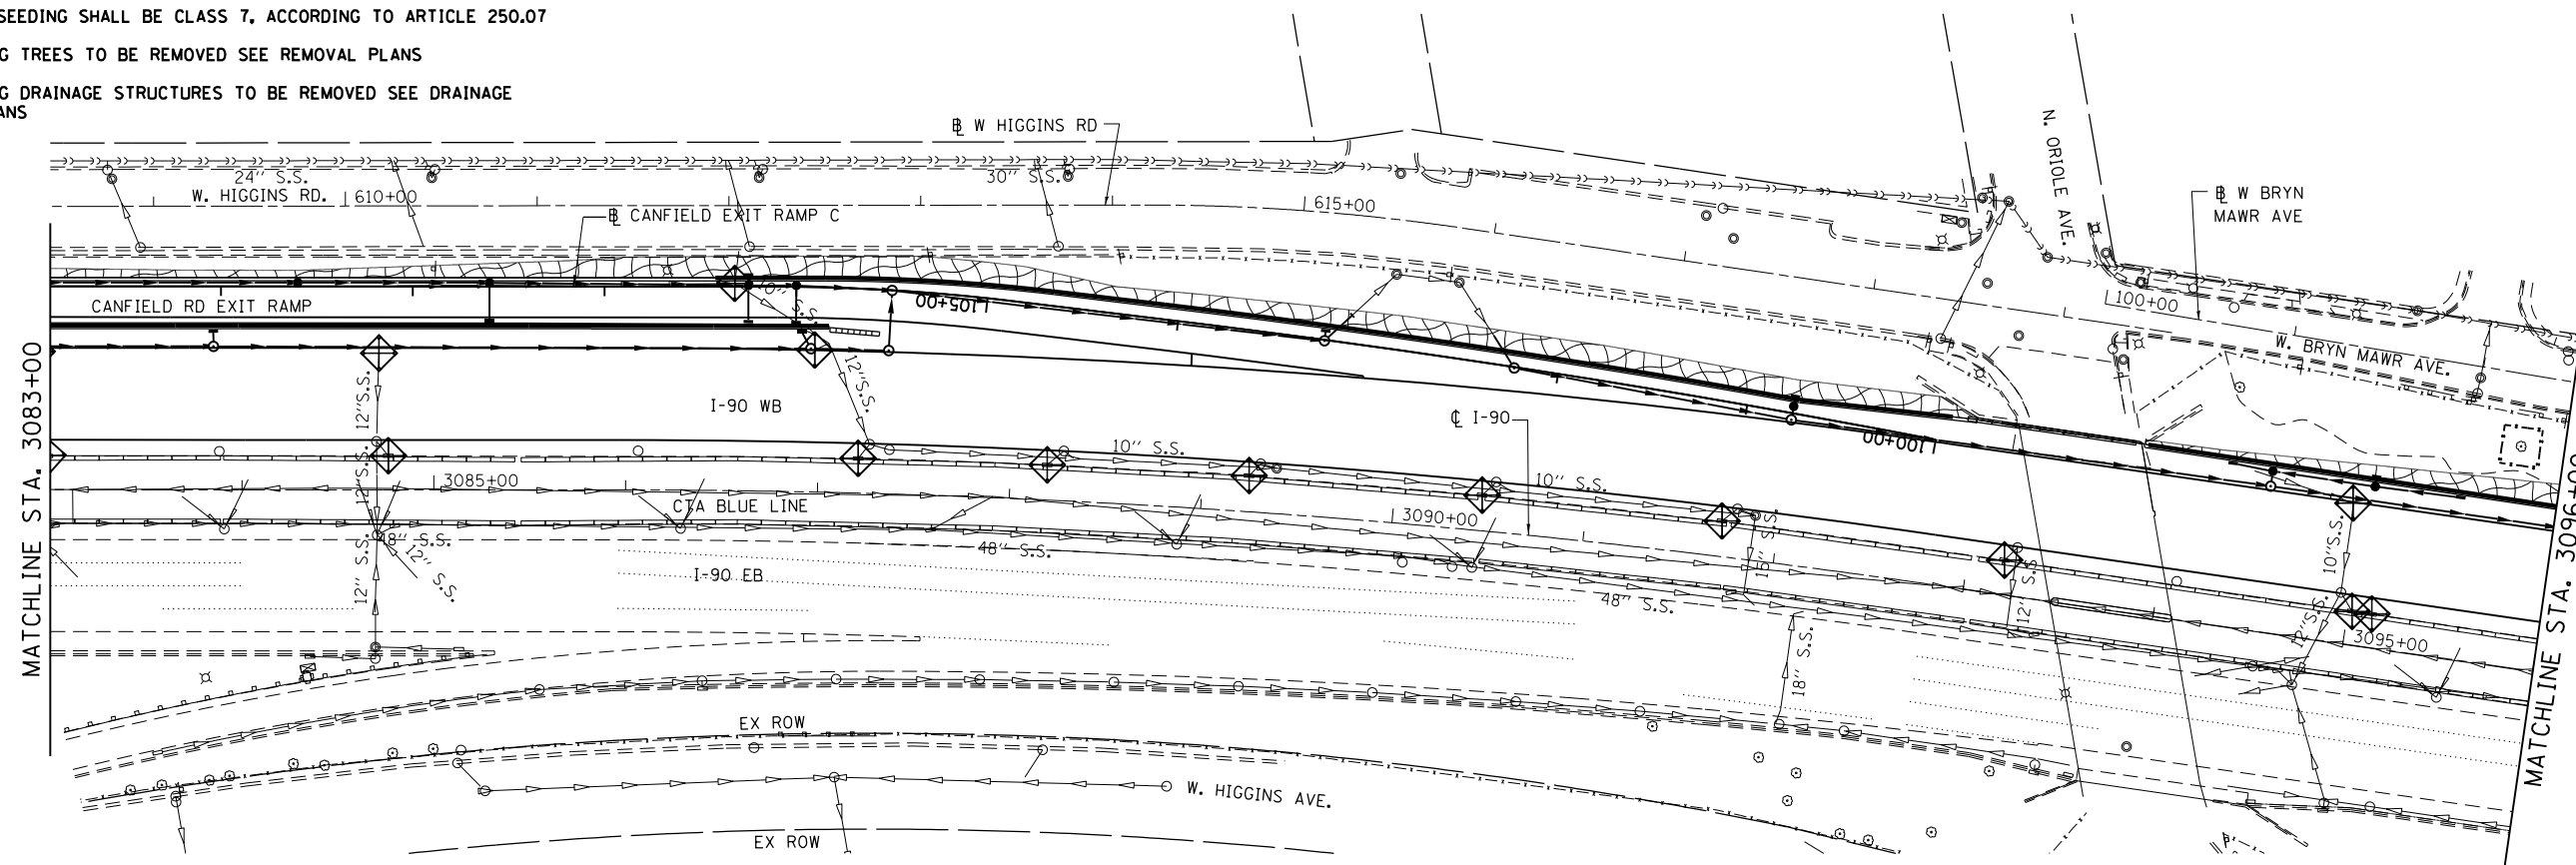 SEEDING SHALL BE CLASS 7, ACCORDING TO ARTICLE 250.07
G TREES TO BE REMOVED SEE REMOVAL PLANS
G DRAINAGE STRUCTURES TO BE REMOVED SEE DRAINAGE
ANS
℄ W HIGGINS RD
24" S.S.
30" S.S.
W. HIGGINS RD.
610+00
615+00
℄ CANFIELD EXIT RAMP C
N. ORIOLE AVE.
℄ W BRYN
MAWR AVE
100+00
CANFIELD RD EXIT RAMP
10" S.S.
L105+00
W. BRYN MAWR AVE.
12"S.S.
12"S.S.
I-90 WB
℄ I-90
L100+00
10" S.S.
10" S.S.
3085+00
12"S.S.
CTA BLUE LINE
3090+00
48" S.S.
12" S.S.
12" S.S.
48" S.S.
I-90 EB
15" S.S.
48" S.S.
12" S.S.
10"S.S.
12"S.S.
3095+00
18" S.S.
EX ROW
W. HIGGINS AVE.
EX ROW
MATCHLINE STA. 3083+00
MATCHLINE STA. 3096+00